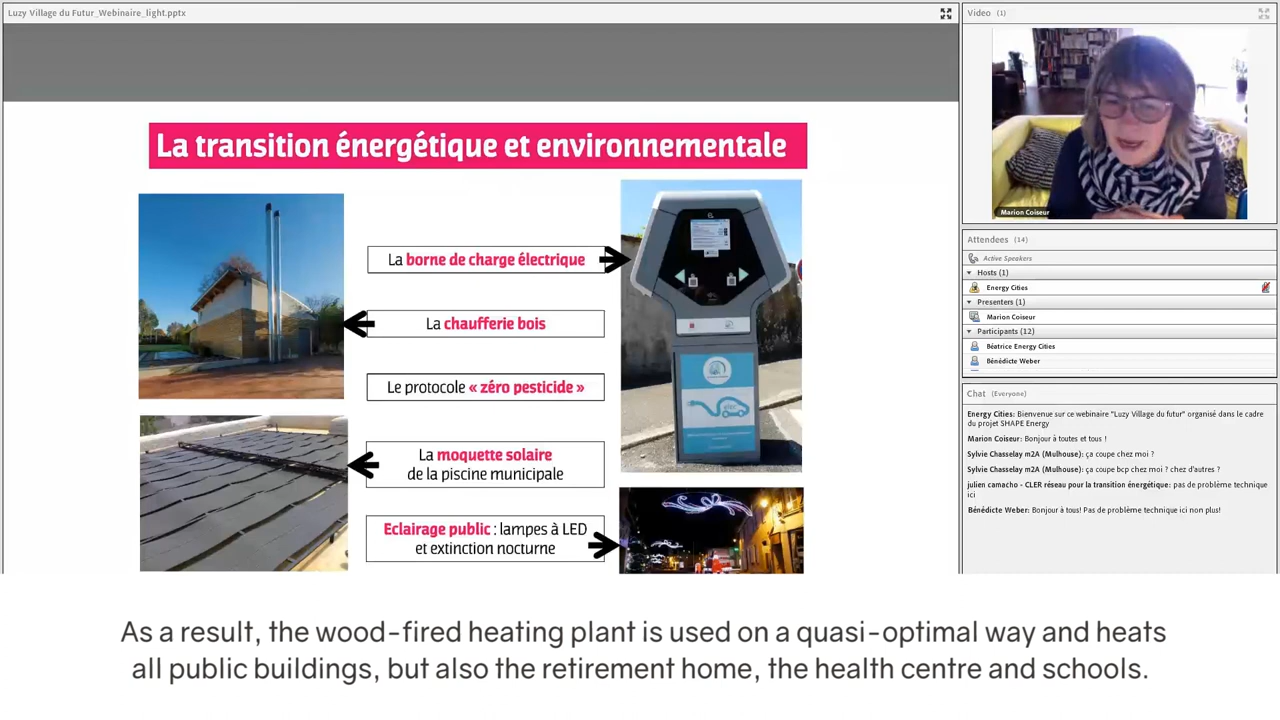 Luzy Village du Futur_Webinaire_light.pptx
La transition énergétique et environnementale
La borne de charge électrique
La chaufferie bois
Le protocole « zéro pesticide »
La moquette solaire
de la piscine municipale
Eclairage public : lampes à LED
et extinction nocturne
Video (1)
Marion Coiseur
Attendees (14)
Active Speakers
Hosts (1)
Energy Cities
Presenters (1)
Marion Coiseur
Participants (12)
Béatrice Energy Cities
Bénédicte Weber
Chat (Everyone)
Energy Cities: Bienvenue sur ce webinaire "Luzy Village du futur" organisé dans le cadre
du projet SHAPE Energy
Marion Coiseur: Bonjour à toutes et tous !
Sylvie Chasselay m2A (Mulhouse): ça coupe chez moi ?
Sylvie Chasselay m2A (Mulhouse): ça coupe bcp chez moi ? chez d'autres ?
julien camacho - CLER réseau pour la transition énergétique: pas de problème technique
ici
Bénédicte Weber: Bonjour à tous! Pas de problème technique ici non plus!
As a result, the wood-fired heating plant is used on a quasi-optimal way and heats
all public buildings, but also the retirement home, the health centre and schools.